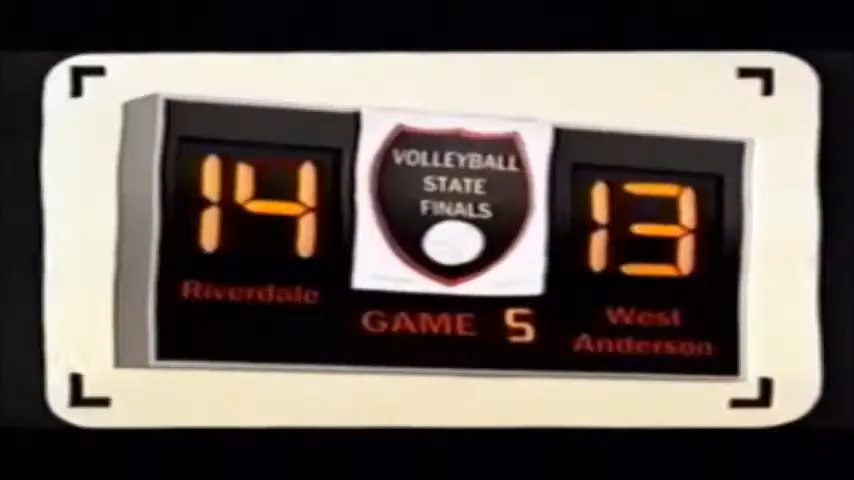 14
Riverdale
VOLLEYBALL
STATE
FINALS
GAME 5
13
West
Anderson